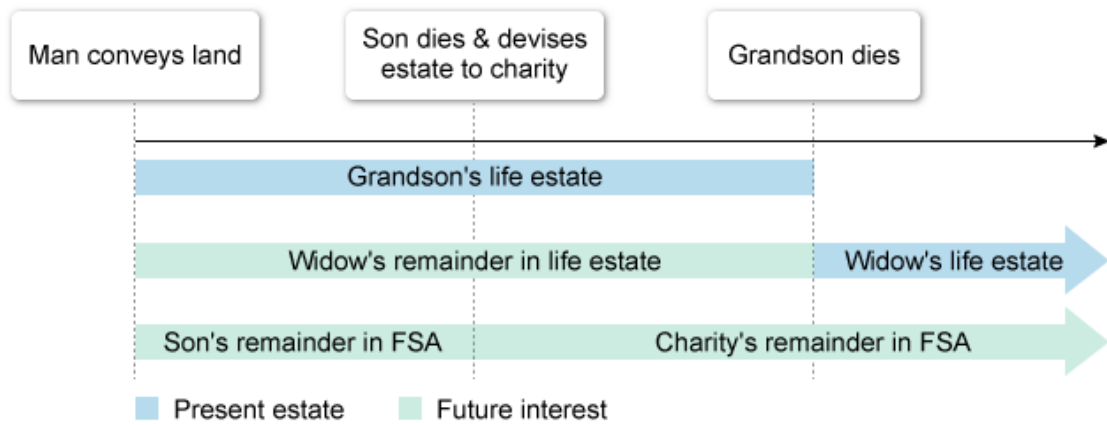 Man conveys land
Son dies & devises
estate to charity
Grandson dies
Grandson's life estate
Widow's remainder in life estate
Widow's life estate
Son's remainder in FSA
Charity's remainder in FSA
Present estate
Future interest